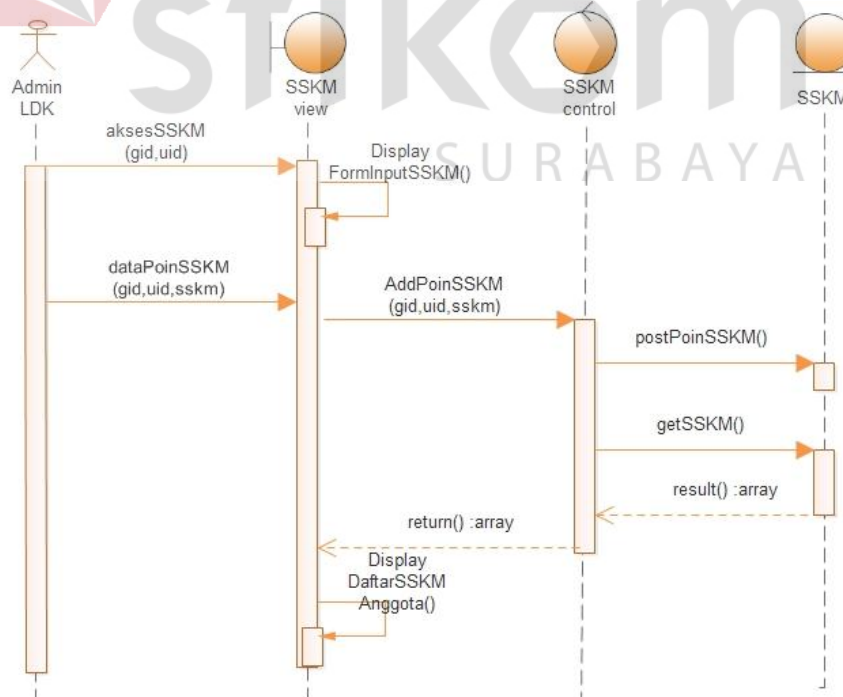 stikom
SURABAYA
Admin
LDK
SSKM
view
SSKM
control
SSKM
aksesSSKM
(gid,uid)
Display
FormInputSSKM()
dataPoinSSKM
(gid,uid,sskm)
AddPoinSSKM
(gid,uid,sskm)
postPoinSSKM()
getSSKM()
result() :array
return() :array
Display
DaftarSSKM
Anggota()